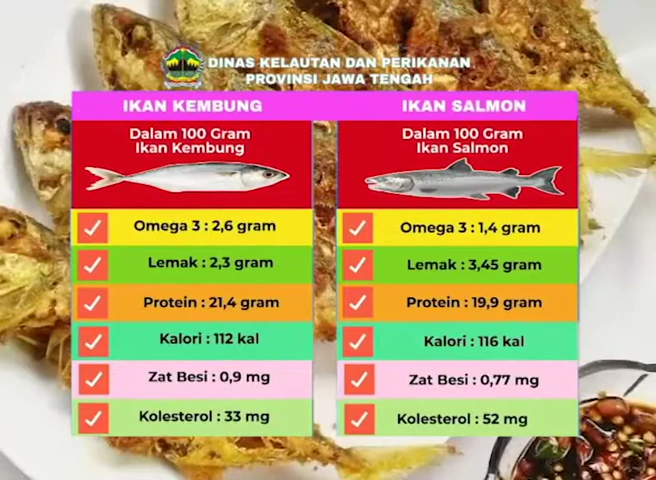 DINAS KELAUTAN DAN PERIKANAN
PROVINSI JAWA TENGAH
IKAN KEMBUNG
Dalam 100 Gram
Ikan Kembung
Omega 3 : 2,6 gram
Lemak : 2,3 gram
Protein : 21,4 gram
Kalori : 112 kal
Zat Besi : 0,9 mg
Kolesterol : 33 mg
IKAN SALMON
Dalam 100 Gram
Ikan Salmon
Omega 3 : 1,4 gram
Lemak : 3,45 gram
Protein : 19,9 gram
Kalori : 116 kal
Zat Besi : 0,77 mg
Kolesterol : 52 mg